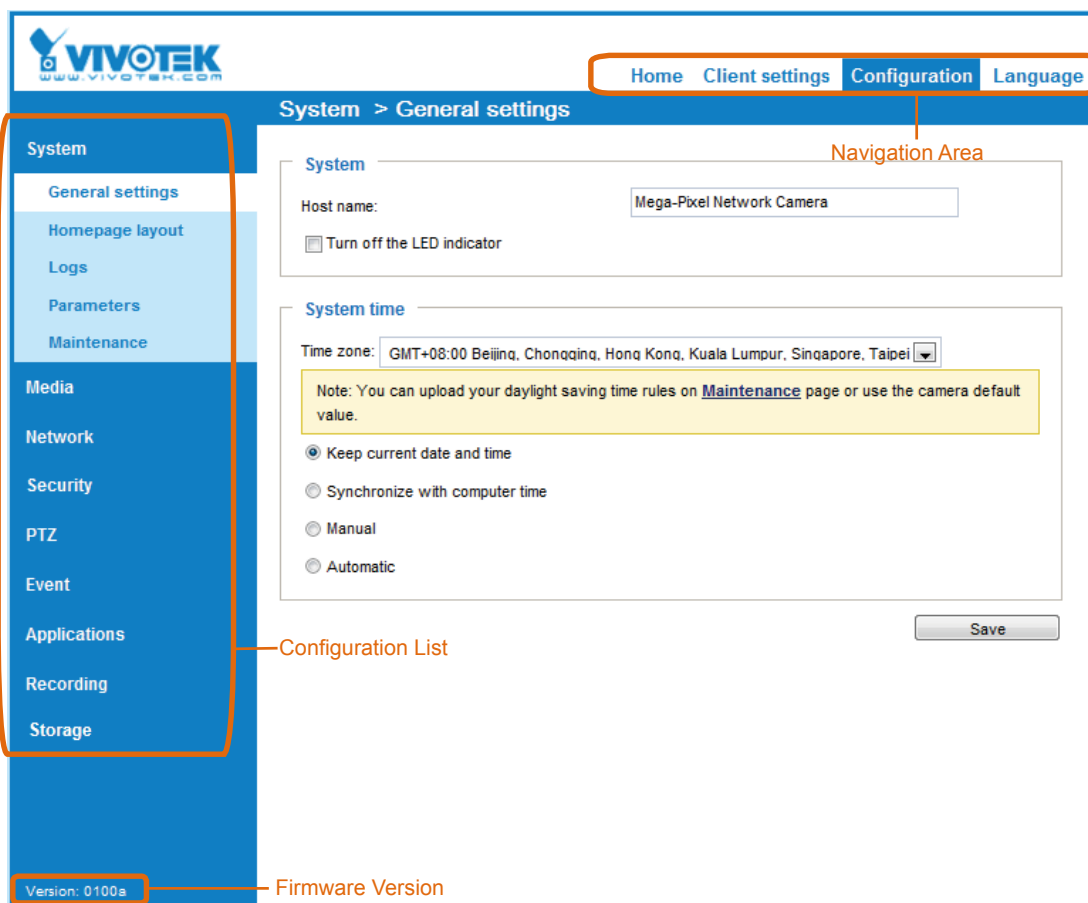 VIVOTEK
www.vivotek.com
Home Client settings Configuration Language
System > General settings
Navigation Area
System
General settings
Homepage layout
Logs
Parameters
Maintenance
Media
Network
Security
PTZ
Event
Applications
Recording
Storage
System
Host name: Mega-Pixel Network Camera
Turn off the LED indicator
System time
Time zone: GMT+08:00 Beijing, Chongqing, Hong Kong, Kuala Lumpur, Singapore, Taipei
Note: You can upload your daylight saving time rules on Maintenance page or use the camera default
value.
Keep current date and time
Synchronize with computer time
Manual
Automatic
Save
Configuration List
Version: 0100a
Firmware Version